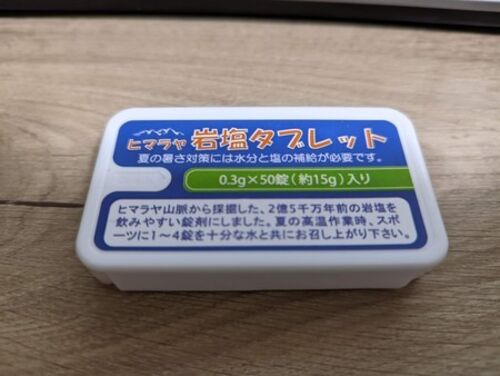 ヒマラヤ 岩塩タブレット
夏の暑さ対策には水分と塩の補給が必要です。
0.3g×50錠(約15g)入り
ヒマラヤ山脈から採掘した、2億5千万年前の岩塩を
飲みやすい錠剤にしました。夏の高温作業時、スポ
ーツに1〜4錠を十分な水と共にお召し上がり下さい。